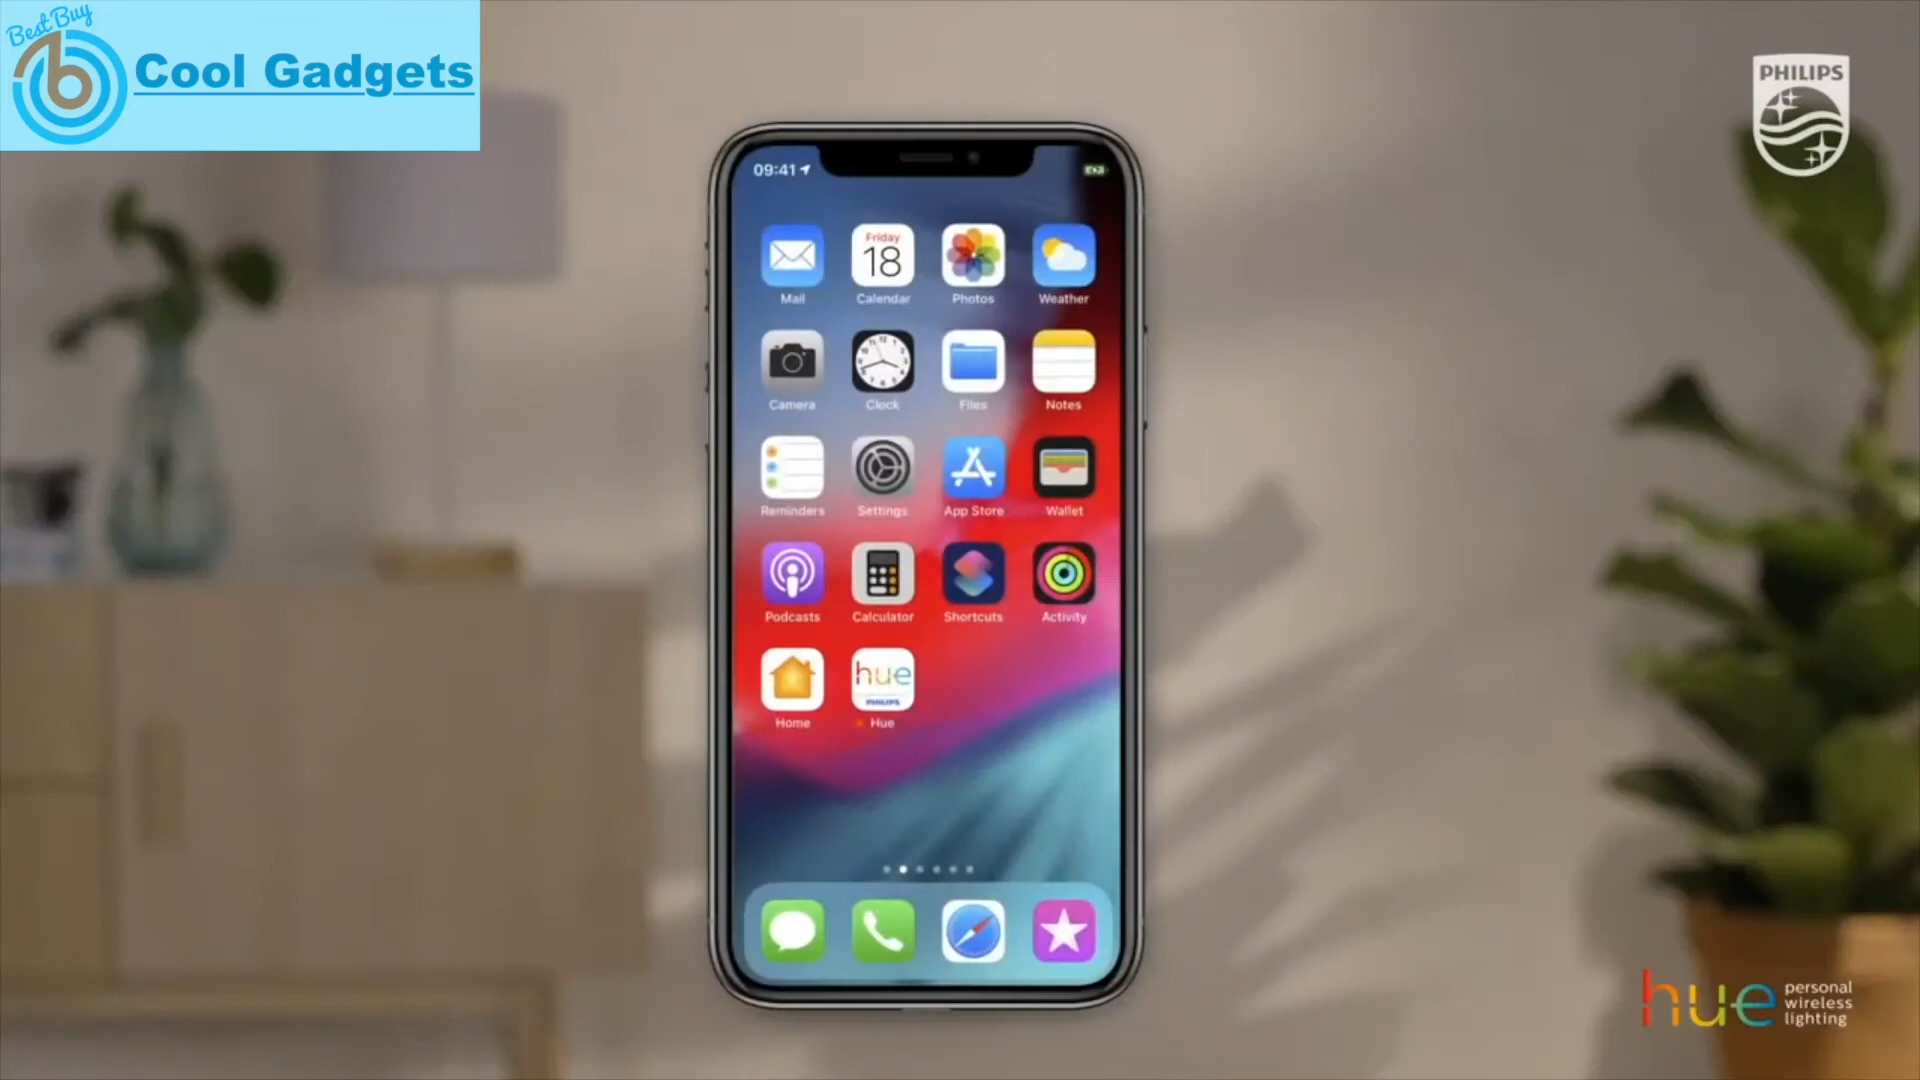 Best Buy
Cool Gadgets
PHILIPS
09:41
Friday
18
Mail
Calendar
Photos
Weather
Camera
Clock
Files
Notes
Reminders
Settings
App Store
Wallet
Podcasts
Calculator
Shortcuts
Activity
hue
PHILIPS
Home
Hue
hue personal
wireless
lighting